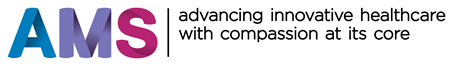 AMS
advancing innovative healthcare
with compassion at its core